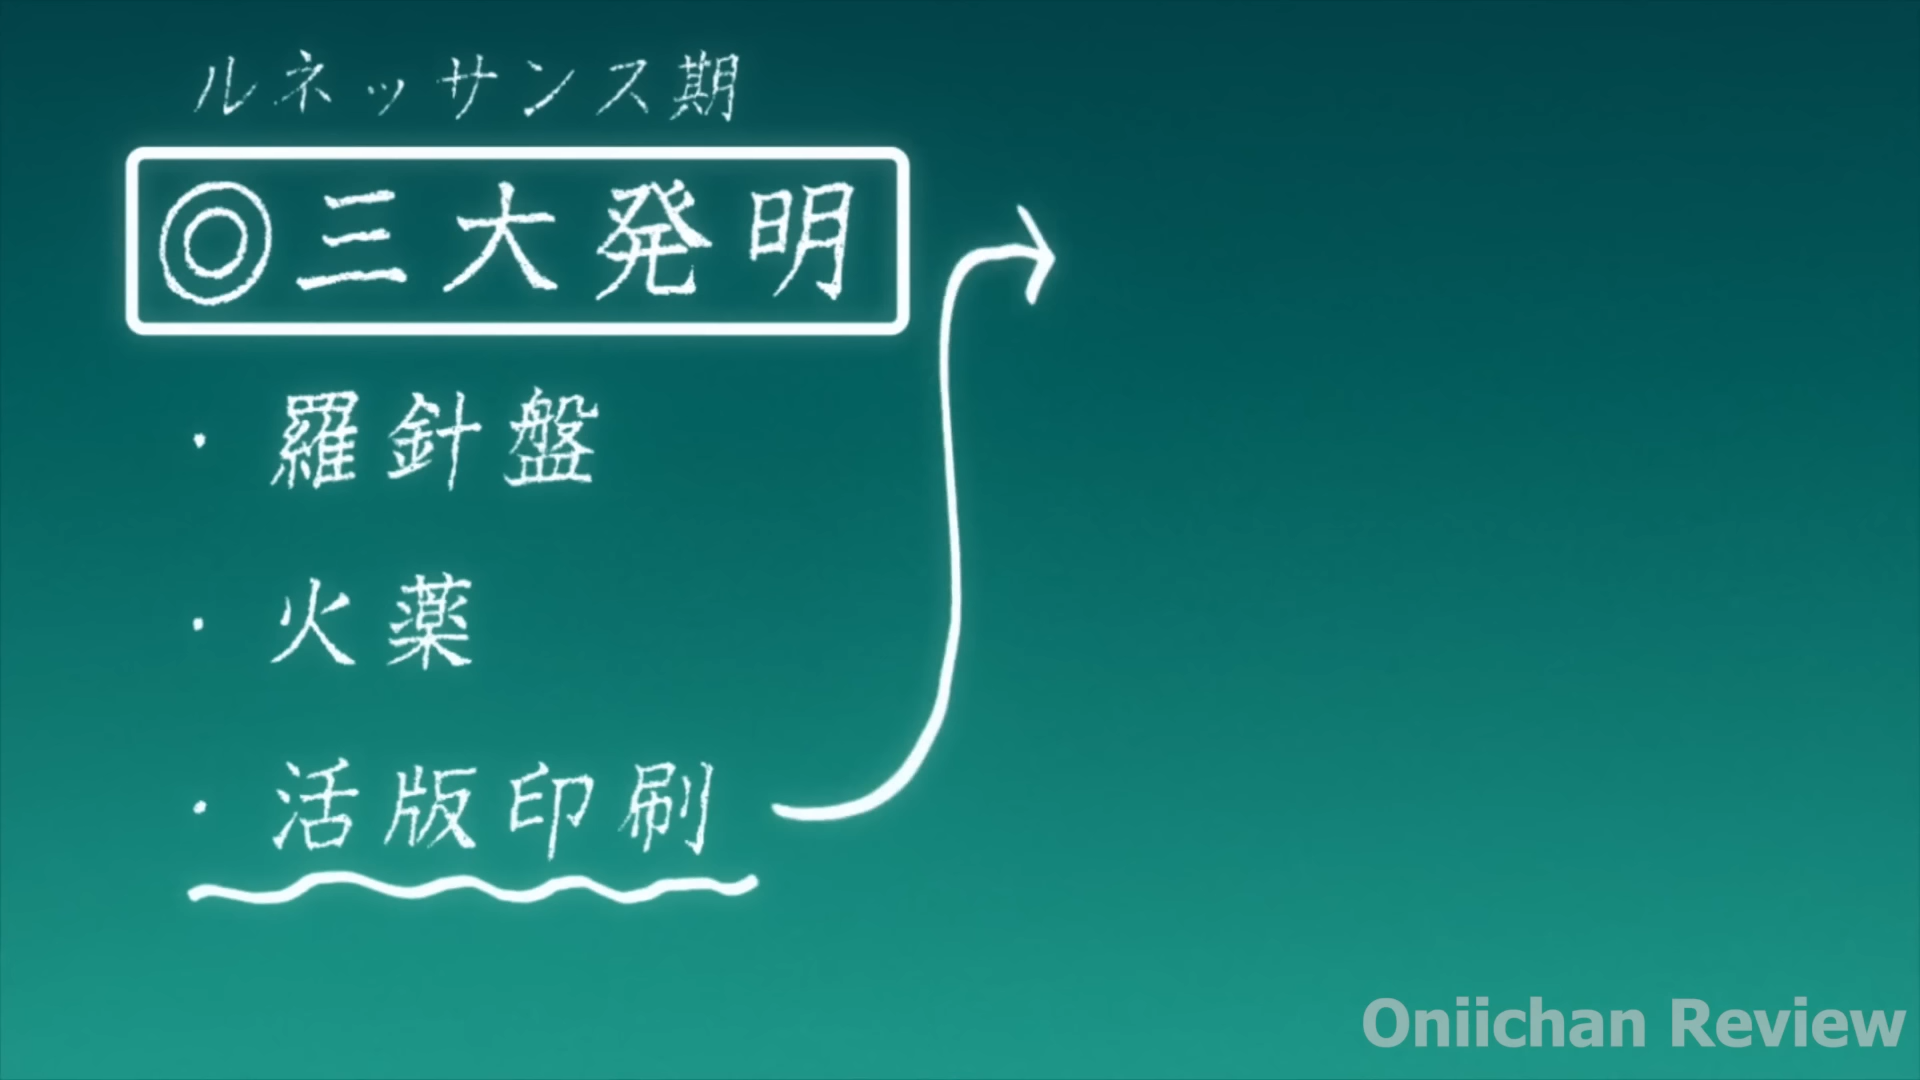 ルネッサンス期
◎三大発明
・羅針盤
・火薬
・活版印刷
Oniichan Review